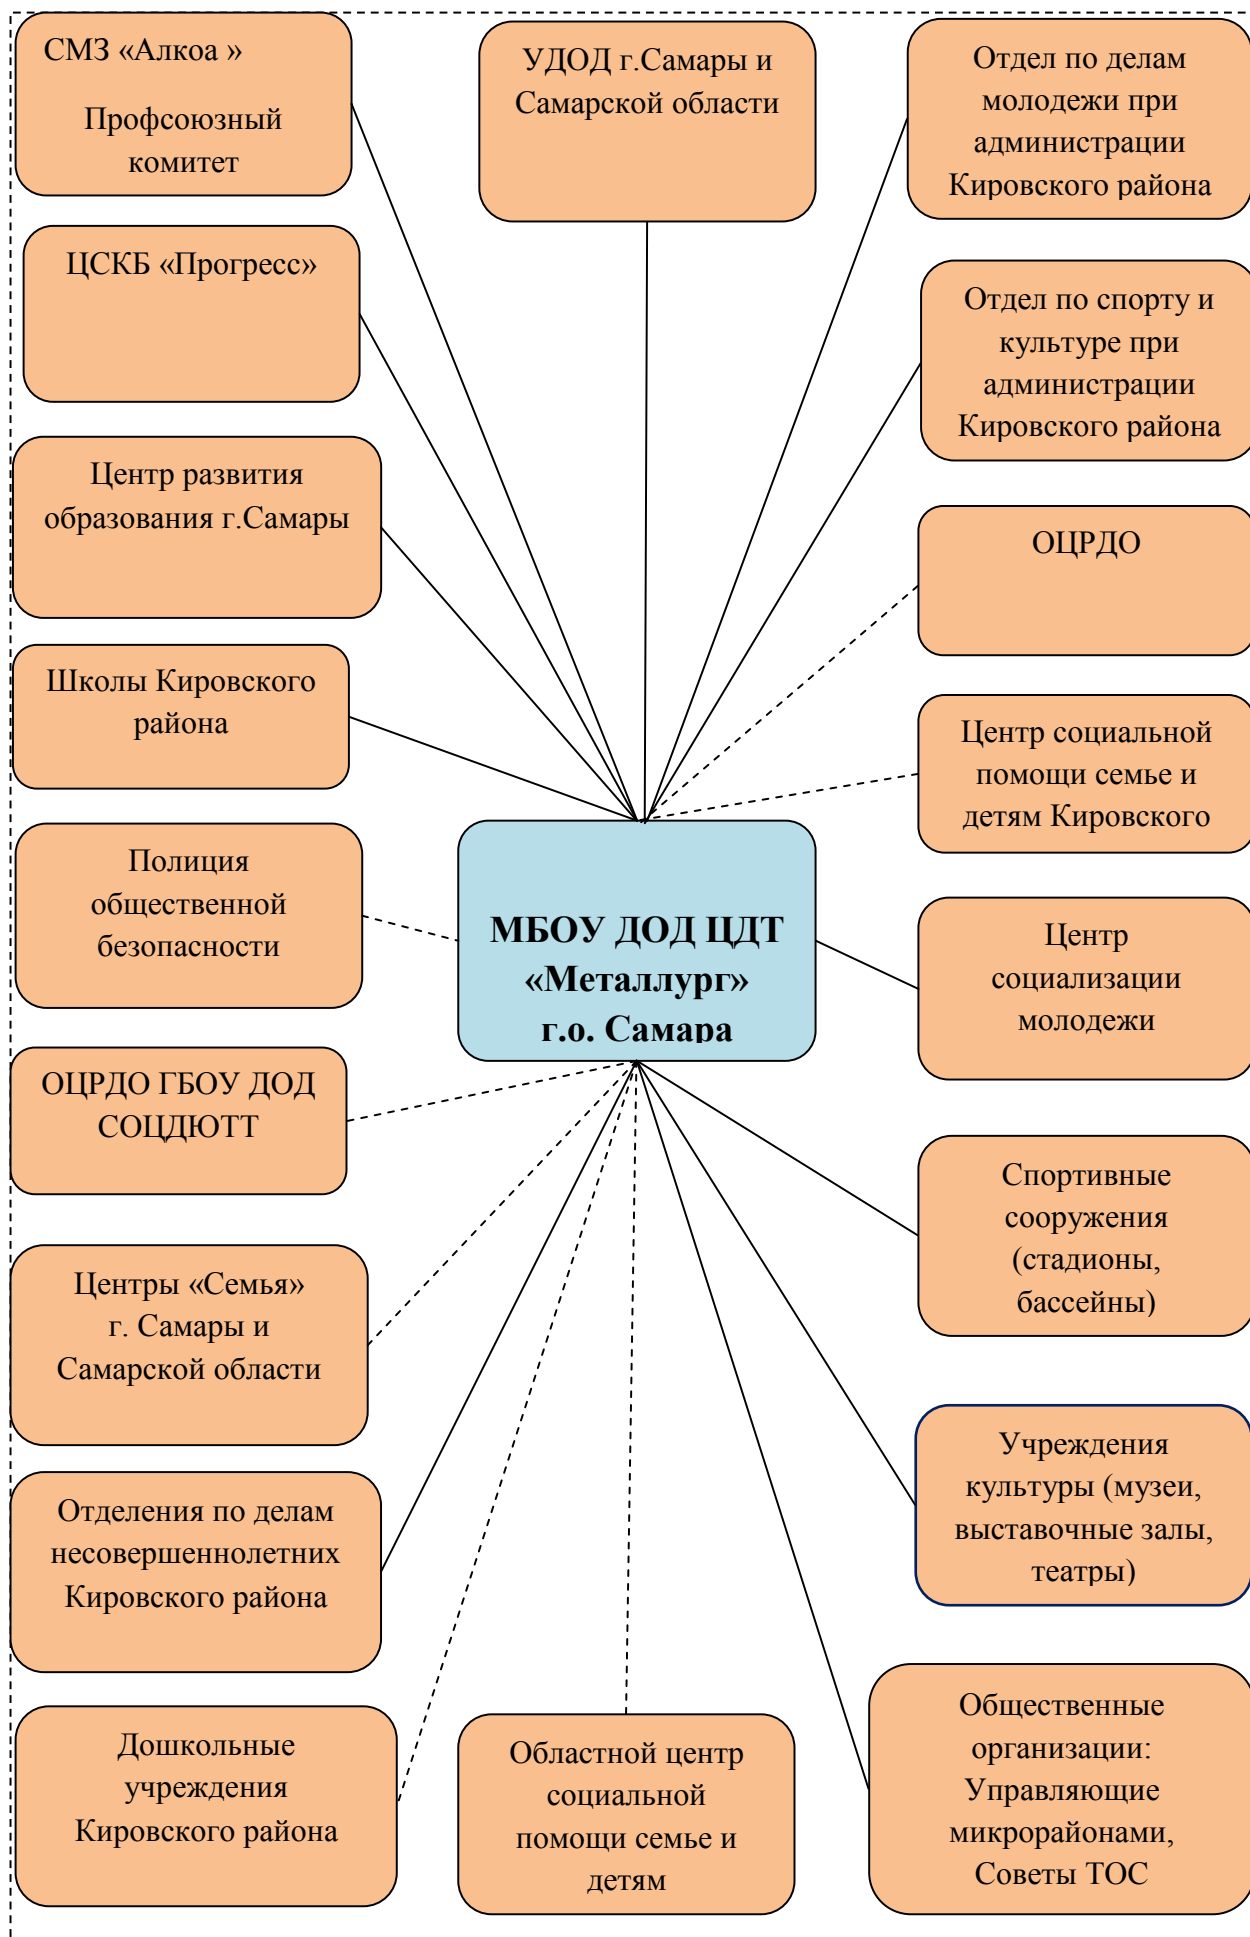 СМЗ «Алкоа »
Профсоюзный
комитет
УДОД г.Самары и
Самарской области
Отдел по делам
молодежи при
администрации
Кировского района
ЦСКБ «Прогресс»
Отдел по спорту и
культуре при
администрации
Кировского района
Центр развития
образования г.Самары
ОЦРДО
Школы Кировского
района
Центр социальной
помощи семье и
детям Кировского
Полиция
общественной
безопасности
МБОУ ДОД ЦДТ
«Металлург»
г.о. Самара
Центр
социализации
молодежи
ОЦРДО ГБОУ ДОД
СОЦДЮТТ
Спортивные
сооружения
(стадионы,
бассейны)
Центры «Семья»
г. Самары и
Самарской области
Учреждения
культуры (музеи,
выставочные залы,
театры)
Отделения по делам
несовершеннолетних
Кировского района
Дошкольные
учреждения
Кировского района
Областной центр
социальной
помощи семье и
детям
Общественные
организации:
Управляющие
микрорайонами,
Советы ТОС